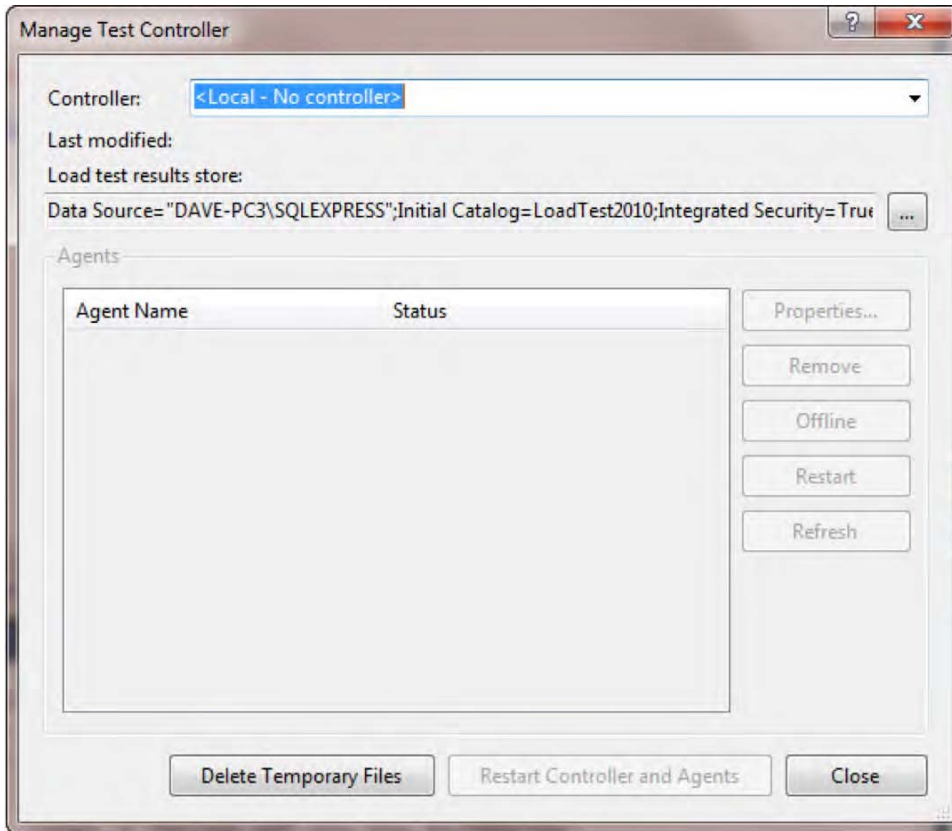 Manage Test Controller
?
Controller: <Local - No controller>
Last modified:
Load test results store:
Data Source="DAVE-PC3\SQLEXPRESS";Initial Catalog=LoadTest2010;Integrated Security=True
...
Agents
Agent Name Status
Properties...
Remove
Offline
Restart
Refresh
Delete Temporary Files Restart Controller and Agents Close